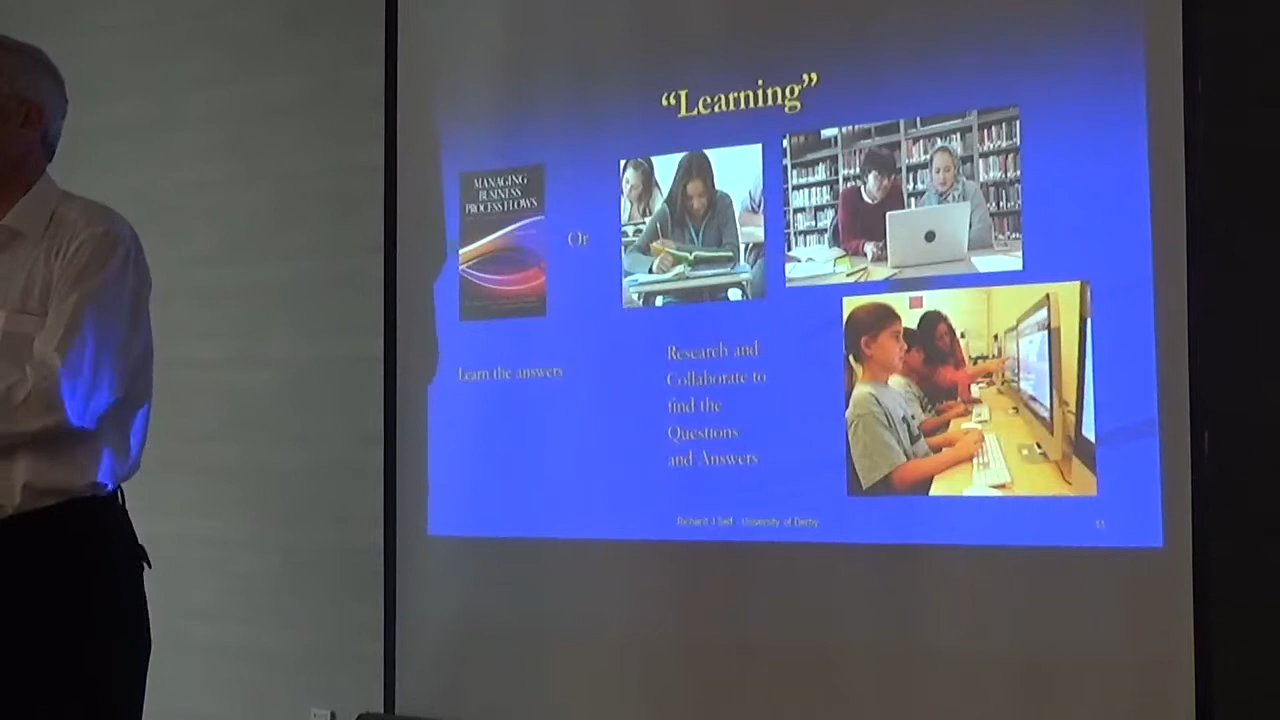 “Learning”
MANAGING
BUSINESS
PROCESS FLOWS
Or
Learn the answers
Research and
Collaborate to
find the
Questions
and Answers
Richard J Self - University of Derby
11